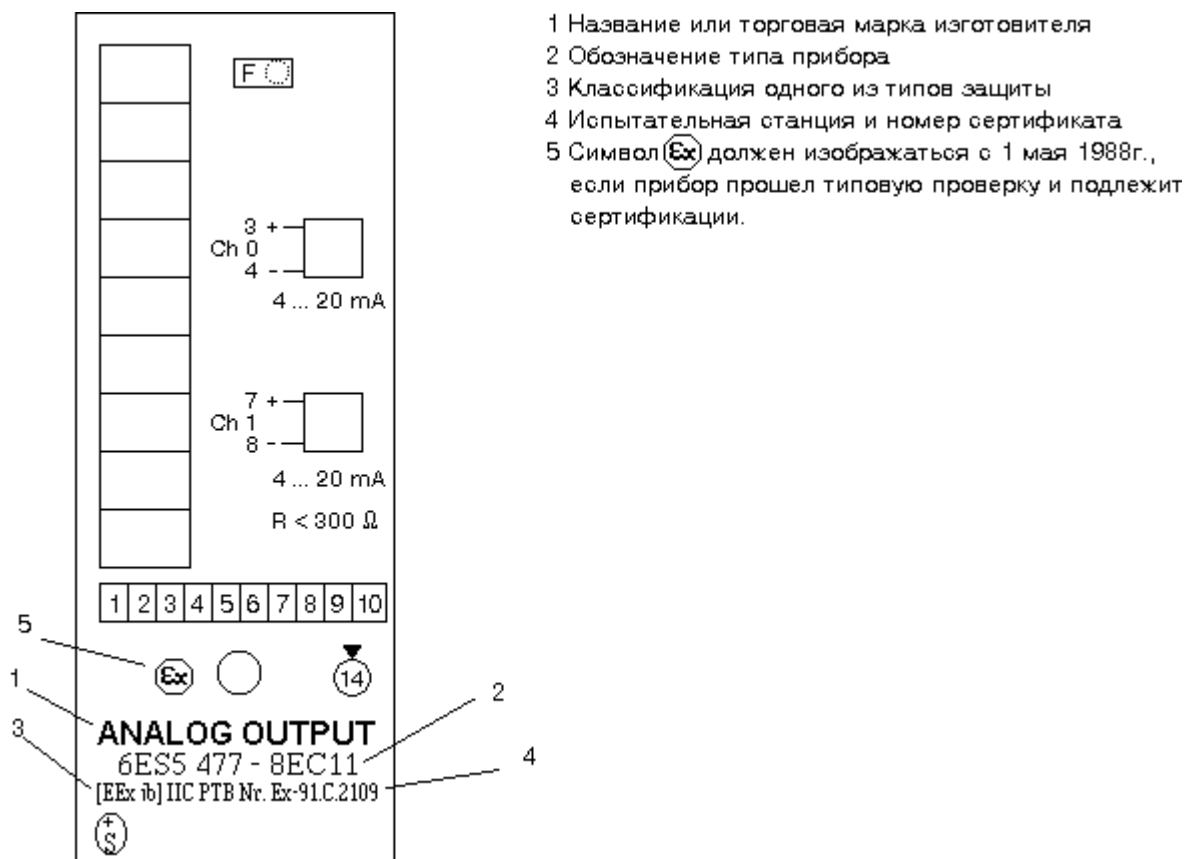 1 Название или торговая марка изготовителя
2 Обозначение типа прибора
3 Классификация одного из типов защиты
4 Испытательная станция и номер сертификата
5 Символ Ex должен изображаться с 1 мая 1988г.,
если прибор прошел типовую проверку и подлежит
сертификации.
F
3 +
Ch 0
4 -
4 ... 20 mA
7 +
Ch 1
8 -
4 ... 20 mA
R < 300 Ω
1 2 3 4 5 6 7 8 9 10
5
Ex
14
1
2
ANALOG OUTPUT
3
6ES5 477 - 8EC11
4
[EEx ib] IIC PTB Nr. Ex-91.C.2109
+
S